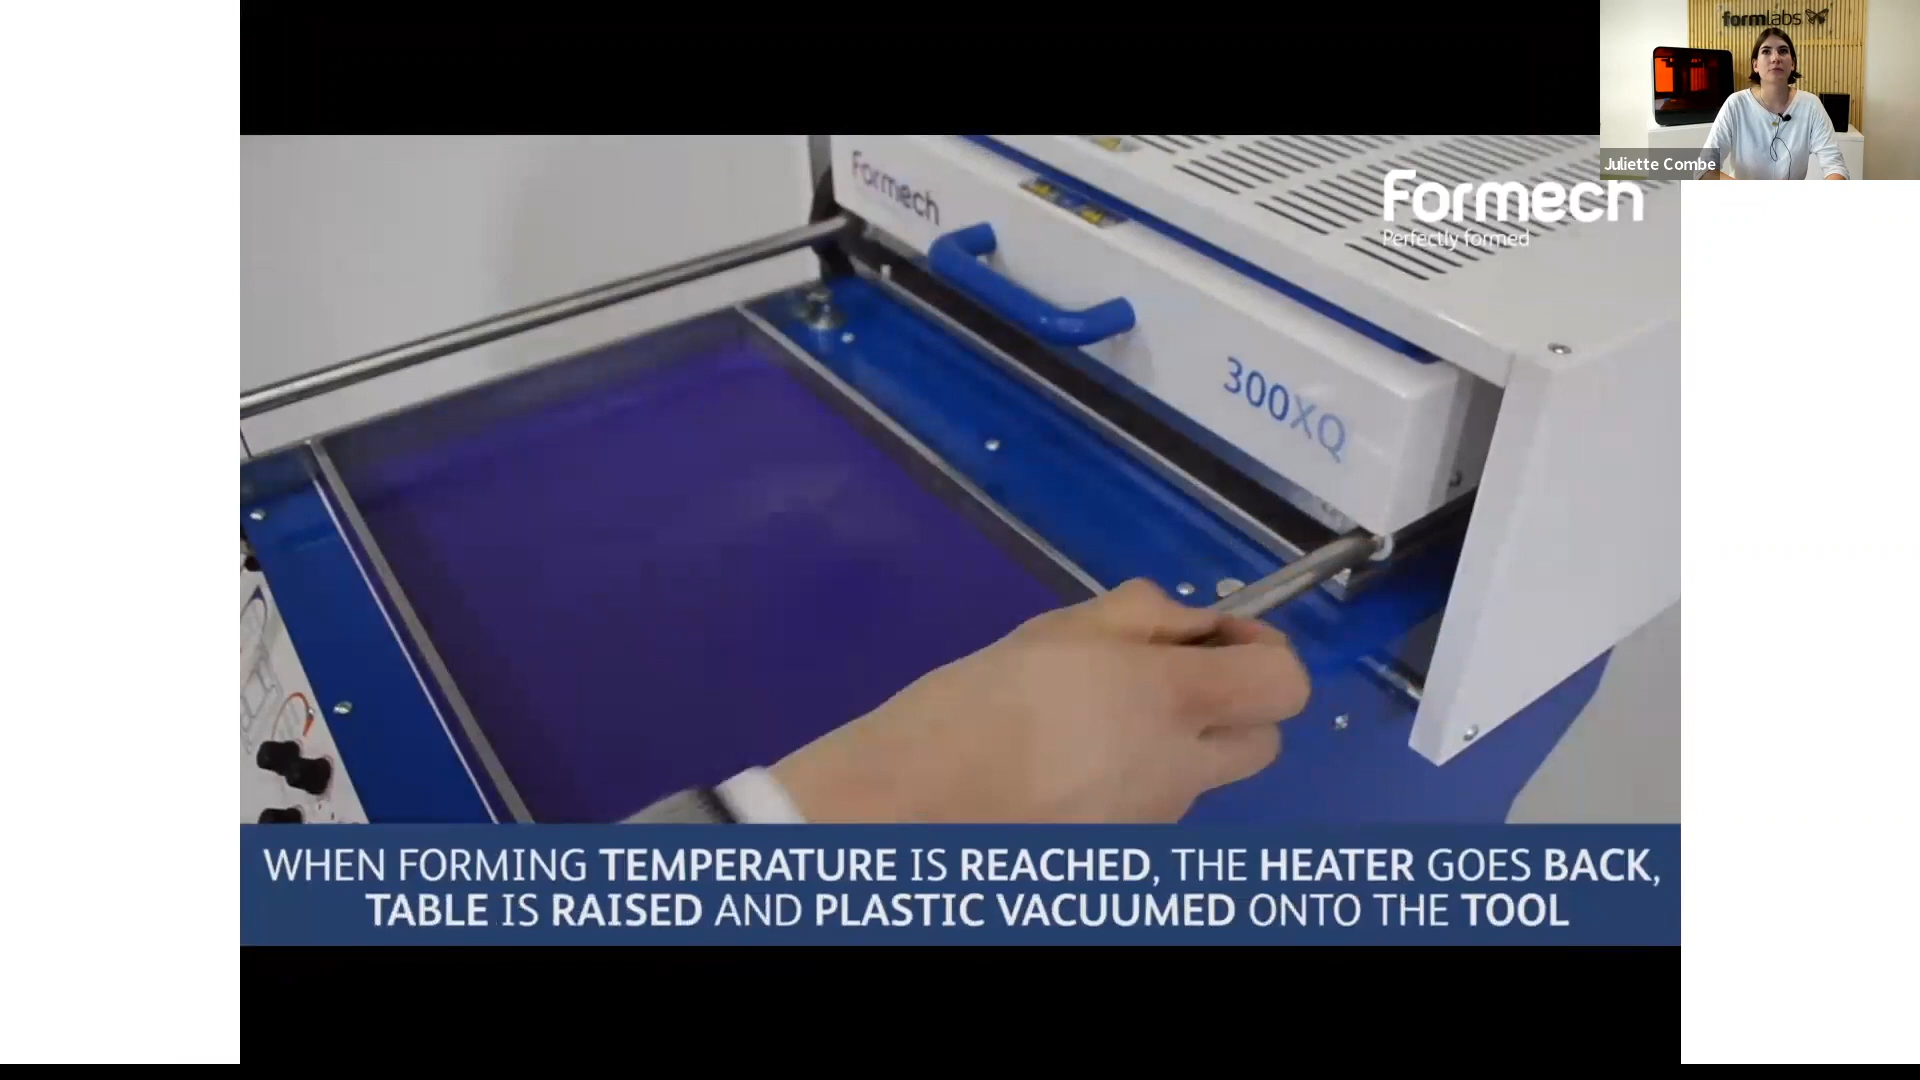 formlabs
Juliette Combe
Formech
Formech
Perfectly formed
300XQ
WHEN FORMING TEMPERATURE IS REACHED, THE HEATER GOES BACK,
TABLE IS RAISED AND PLASTIC VACUUMED ONTO THE TOOL